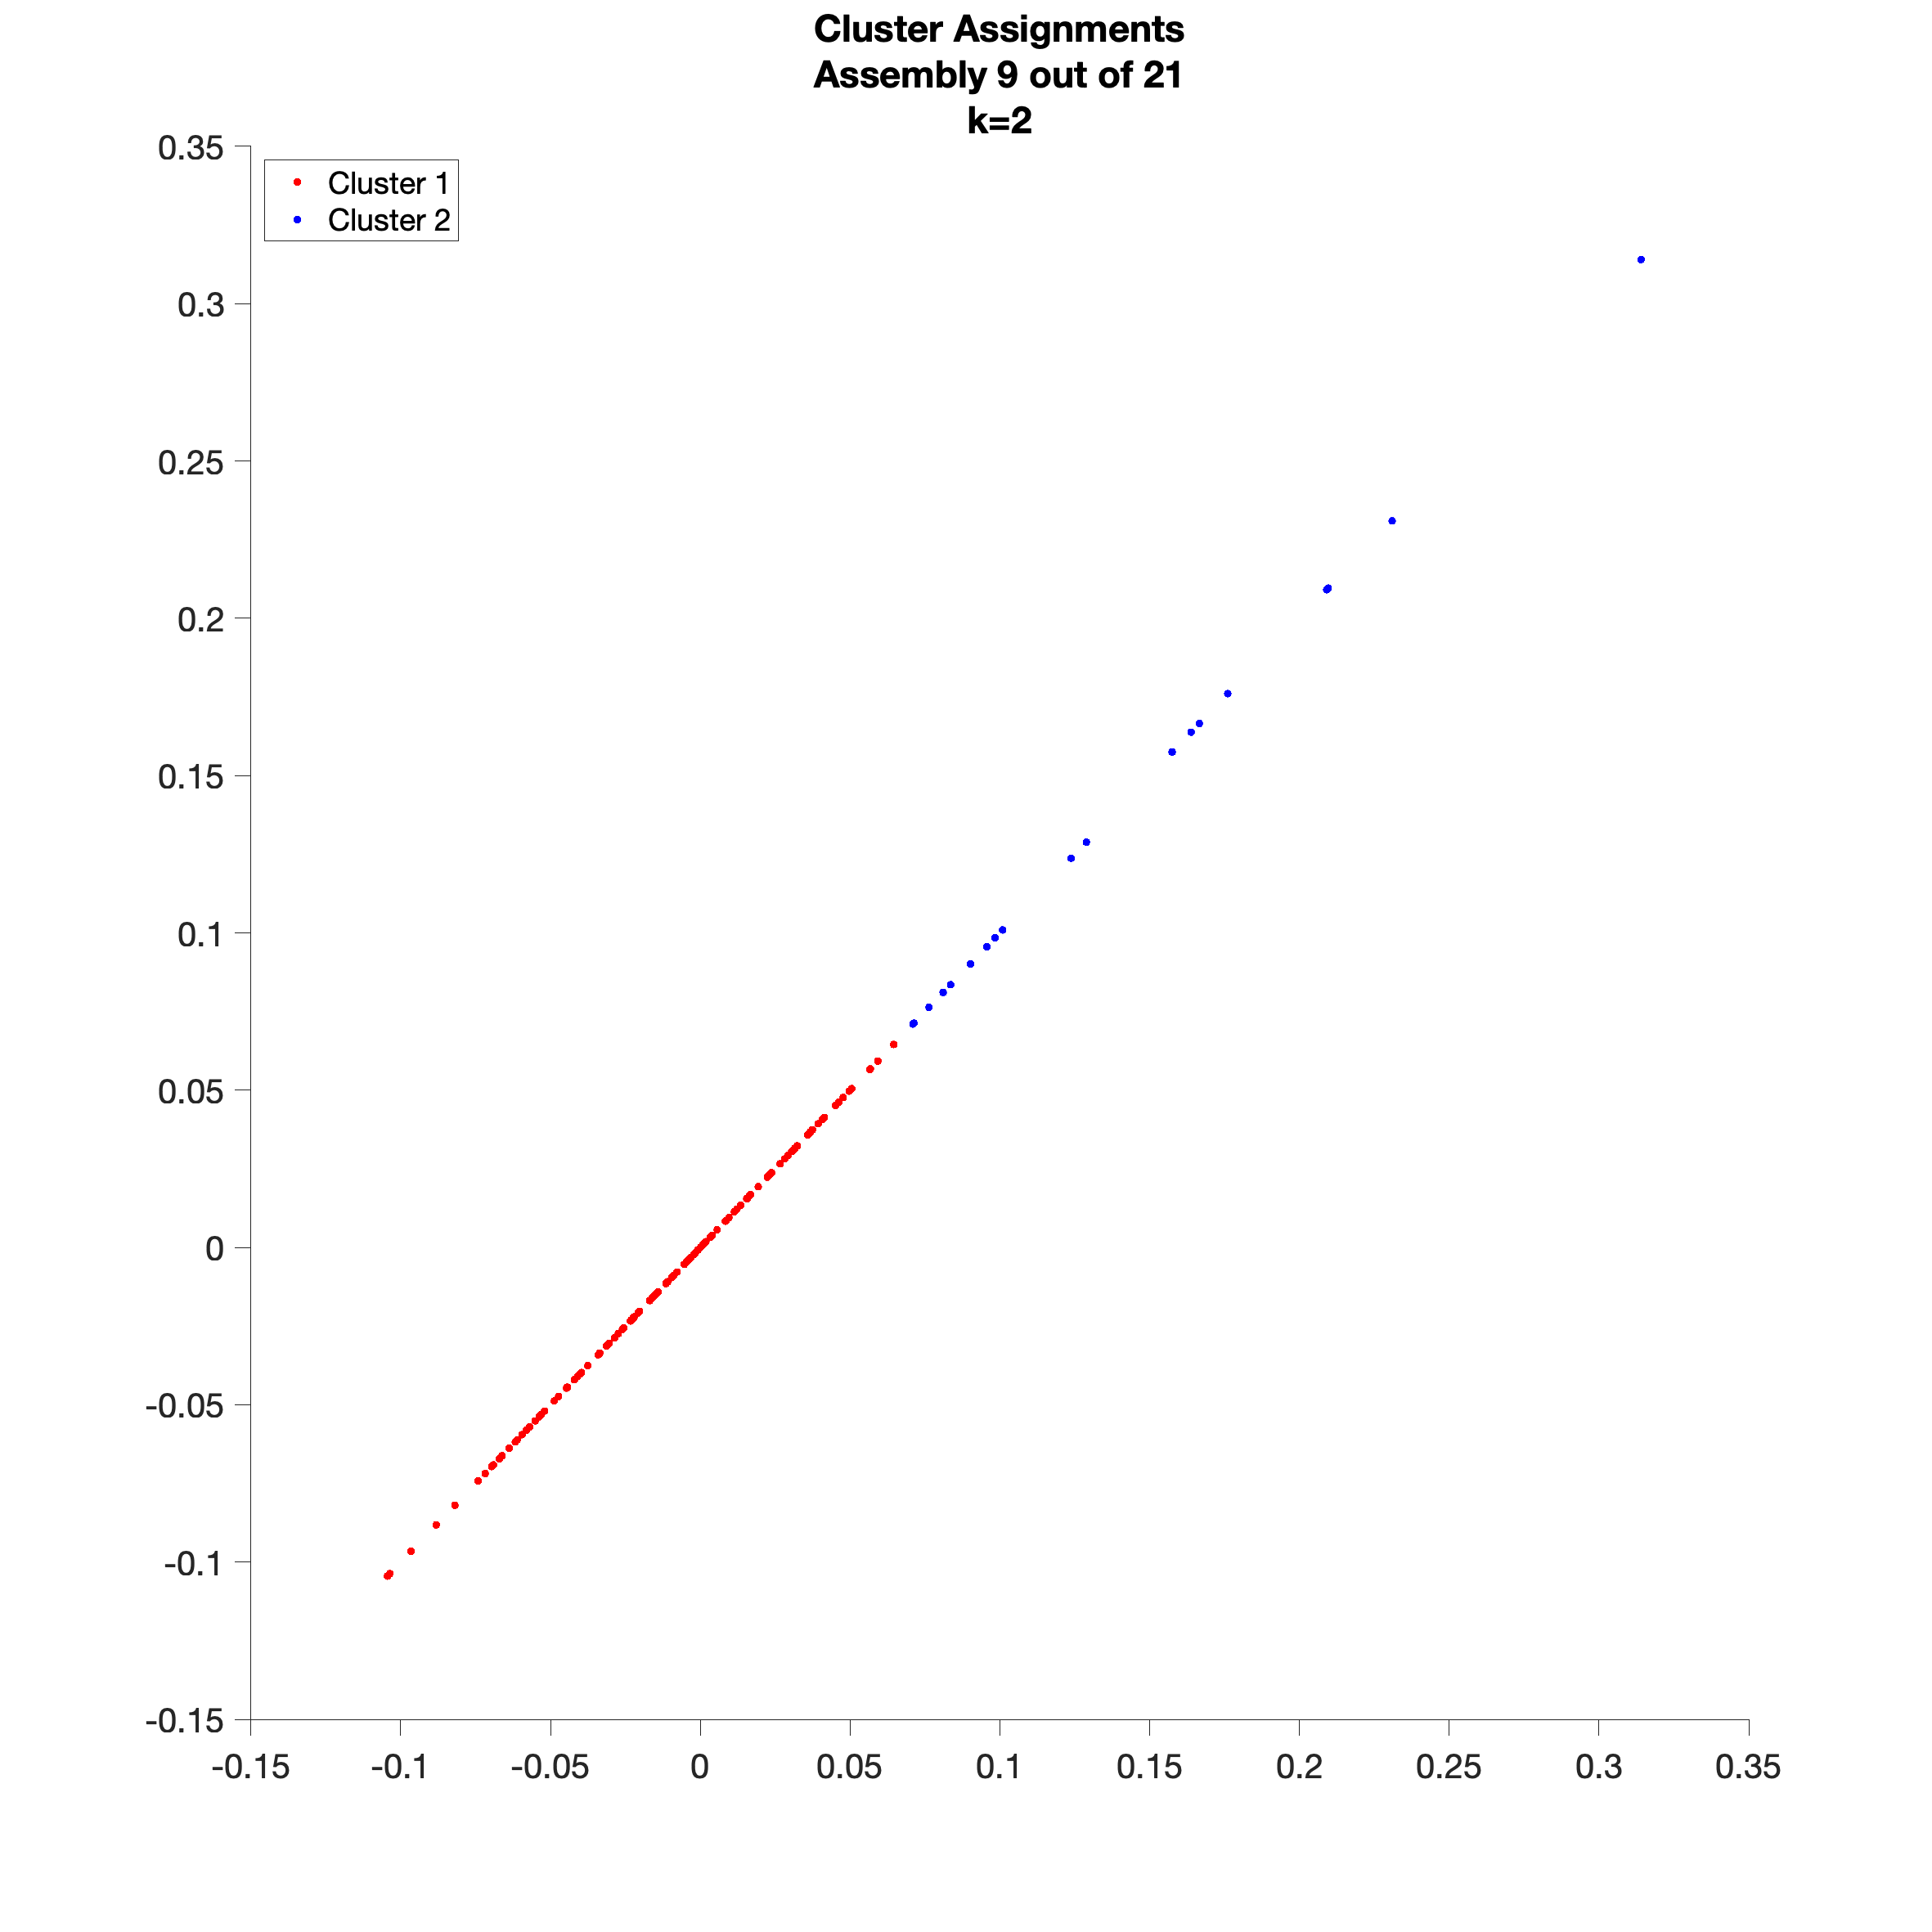 Cluster Assignments
Assembly 9 out of 21
k=2
0.35
Cluster 1
Cluster 2
0.3
0.25
0.2
0.15
0.1
0.05
0
-0.05
-0.1
-0.15
-0.15 -0.1 -0.05 0 0.05 0.1 0.15 0.2 0.25 0.3 0.35